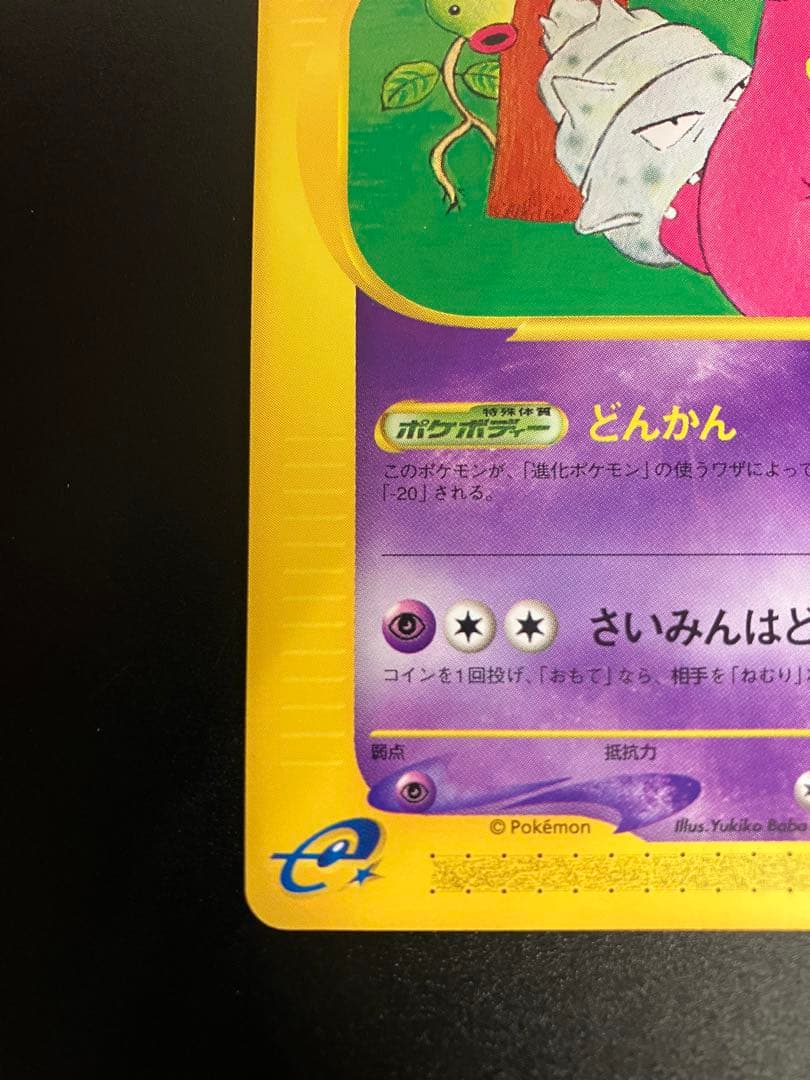 特殊体質
ポケボディー どんかん
このポケモンが、「進化ポケモン」の使うワザによって
「-20」される。
さいみんはど
コインを1回投げ、「おもて」なら、相手を「ねむり」
弱点 抵抗力
© Pokémon Illus.Yukiko Baba